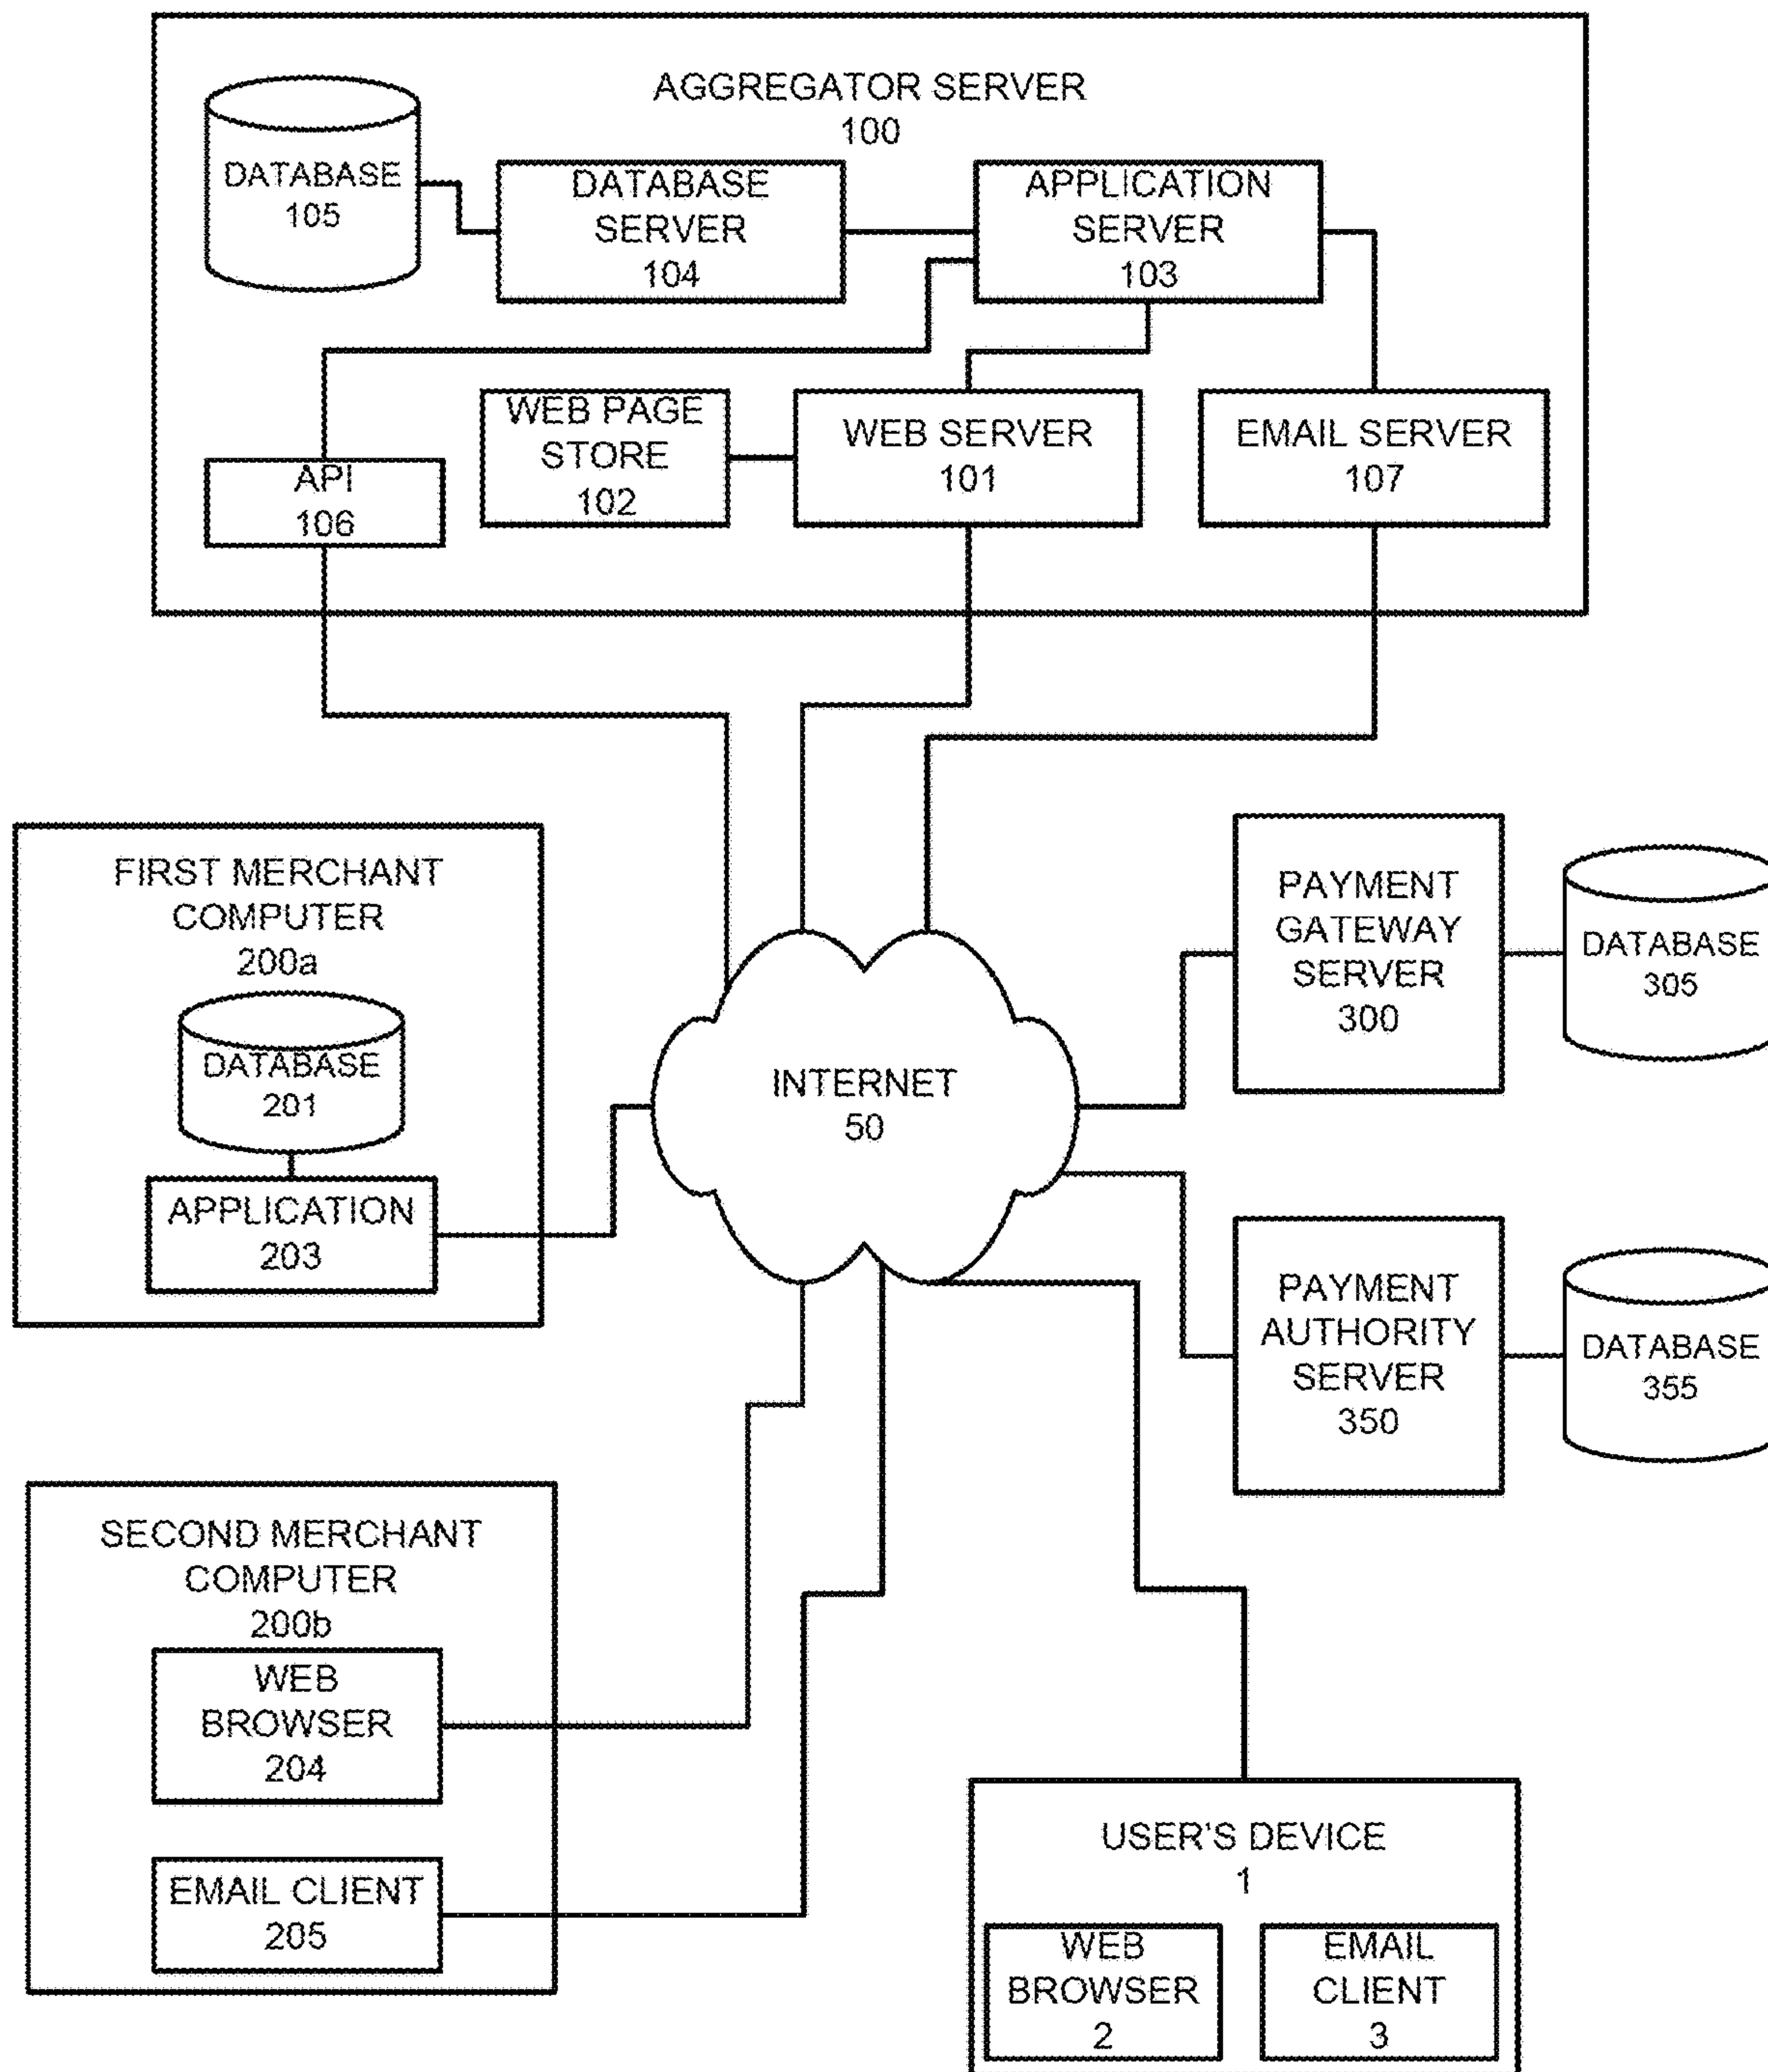 AGGREGATOR SERVER
100
DATABASE
105
DATABASE
SERVER
104
APPLICATION
SERVER
103
API
106
WEB PAGE
STORE
102
WEB SERVER
101
EMAIL SERVER
107
FIRST MERCHANT
COMPUTER
200a
DATABASE
201
APPLICATION
203
INTERNET
50
PAYMENT
GATEWAY
SERVER
300
DATABASE
305
PAYMENT
AUTHORITY
SERVER
350
DATABASE
355
SECOND MERCHANT
COMPUTER
200b
WEB
BROWSER
204
EMAIL CLIENT
205
USER'S DEVICE
1
WEB
BROWSER
2
EMAIL
CLIENT
3